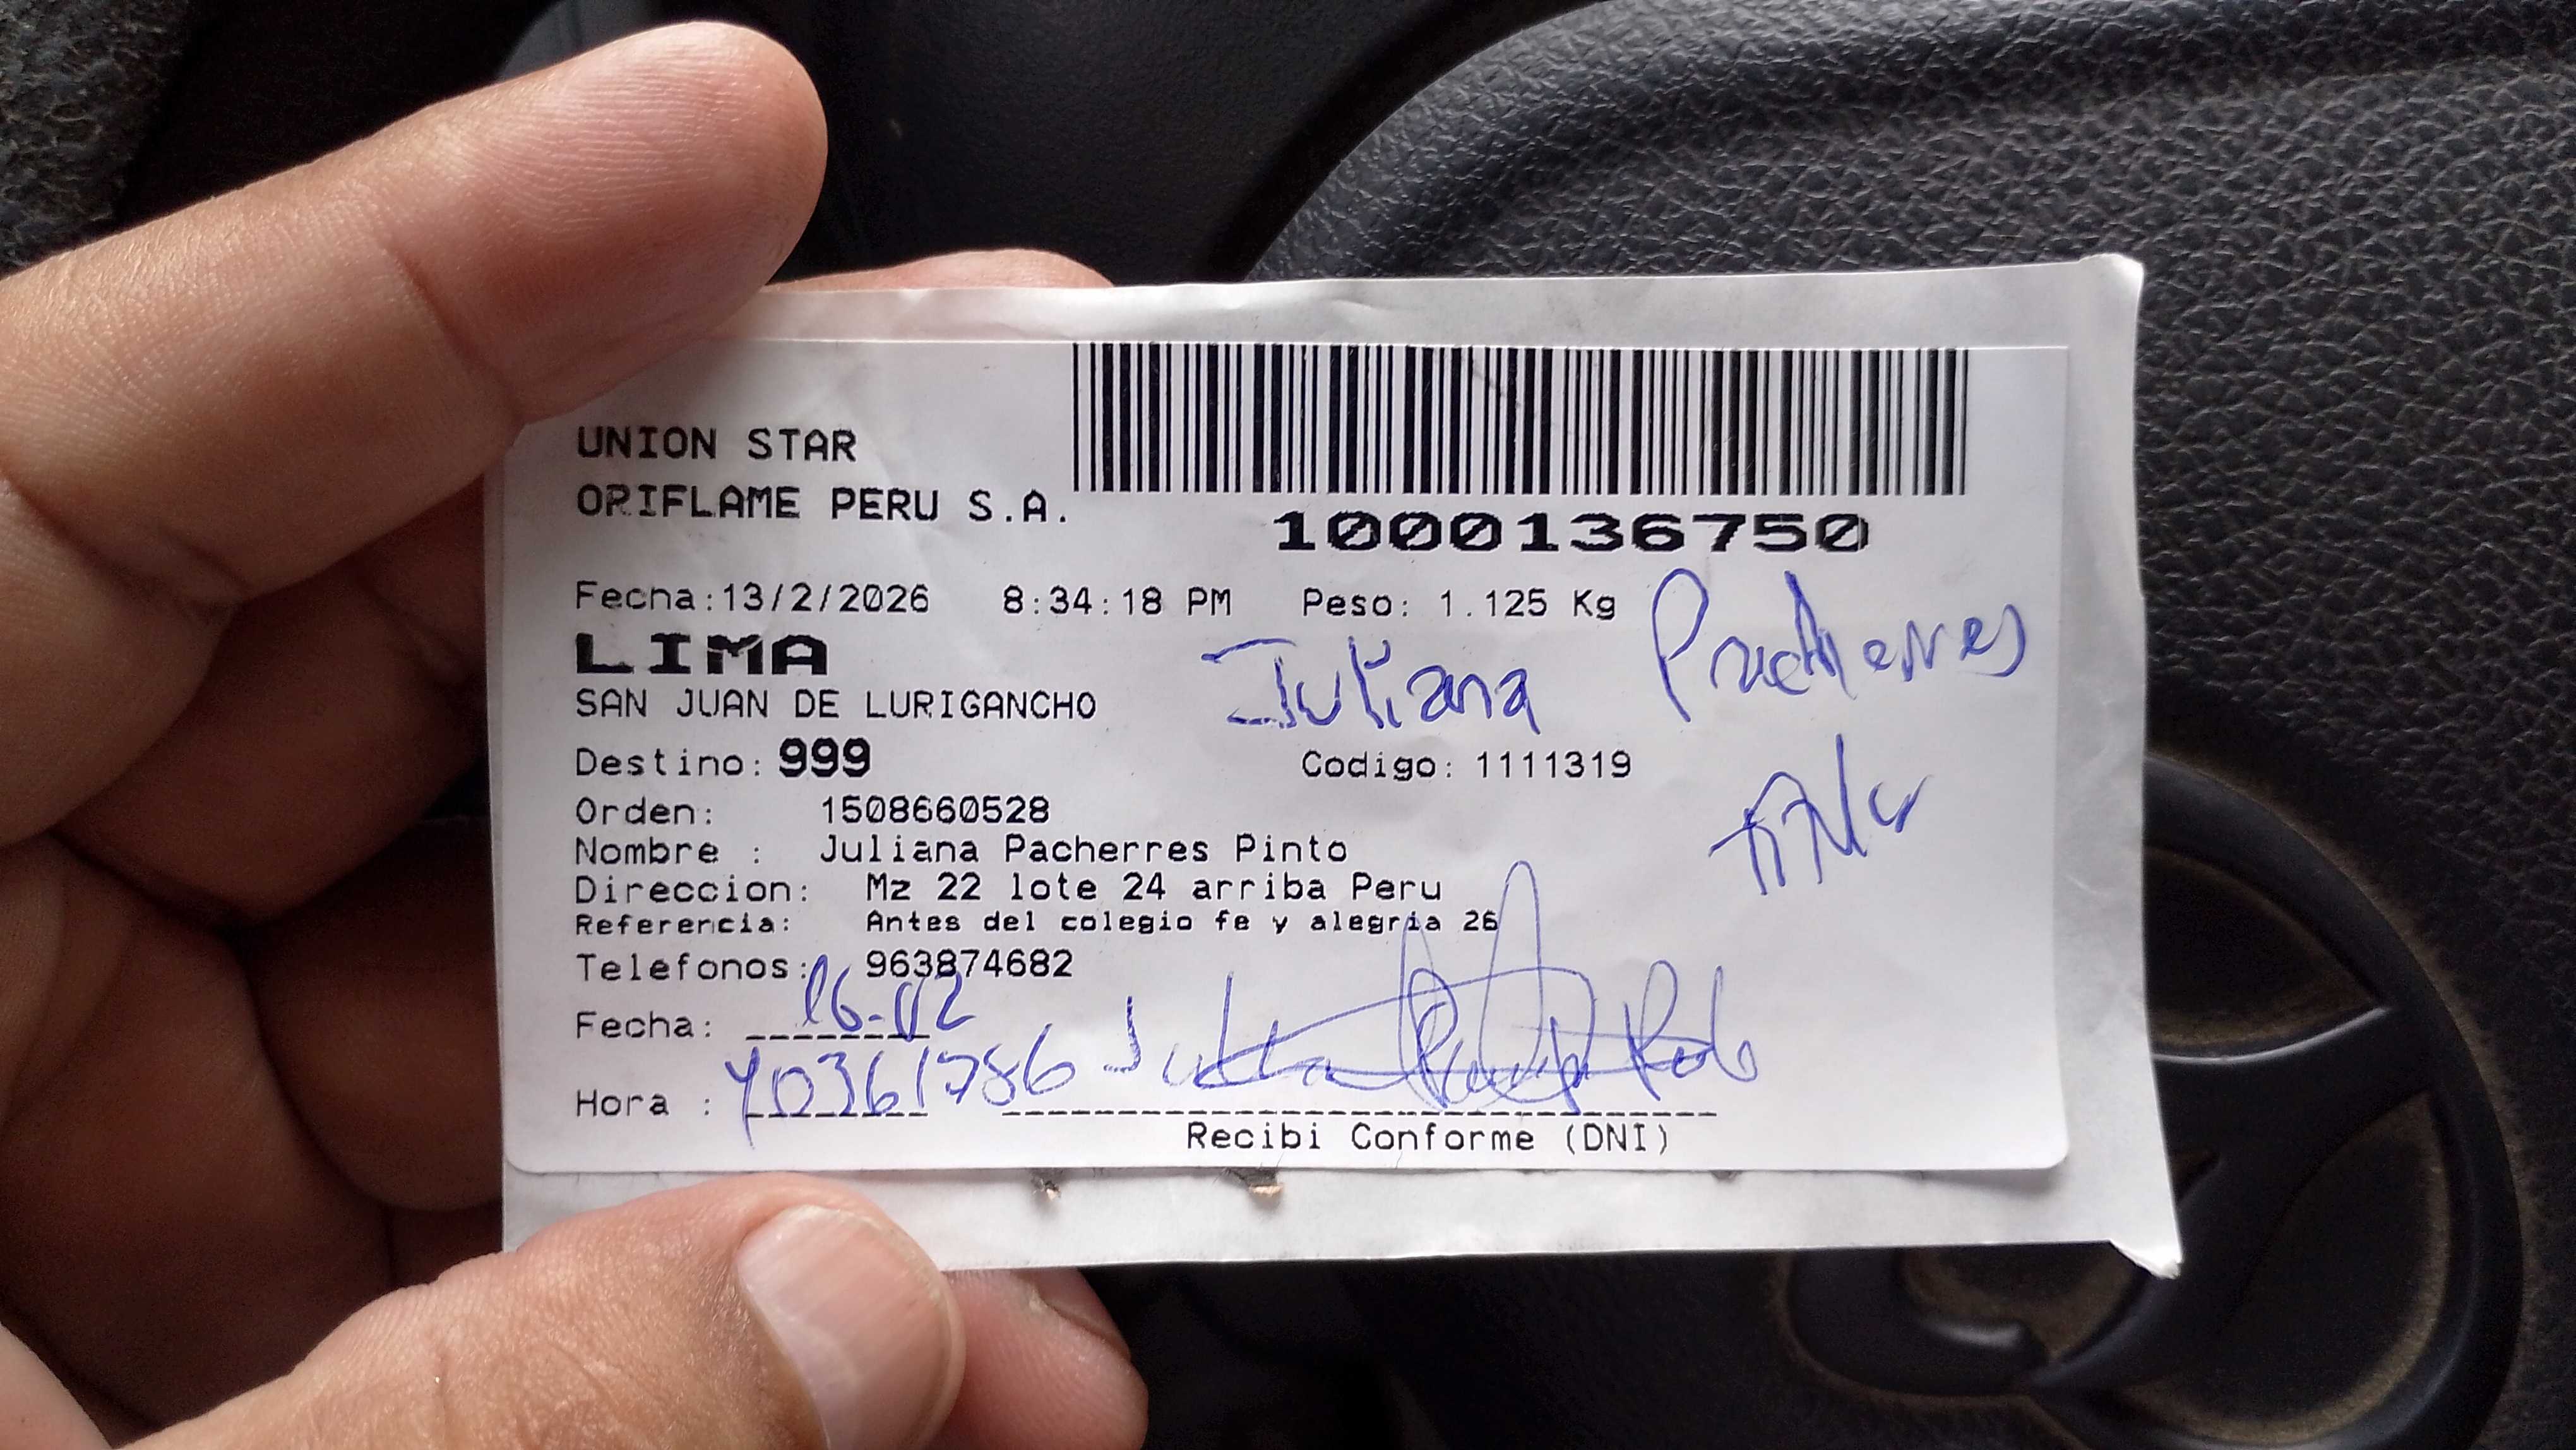 UNION STAR
ORIFLAME PERU S.A.
1000136750
Fecha:13/2/2026 8:34:18 PM Peso: 1.125 Kg
LIMA
SAN JUAN DE LURIGANCHO
Juliana Pacherres
Destino: 999 Codigo: 1111319
Orden: 1508660528
Nombre : Juliana Pacherres Pinto
Direccion: Mz 22 lote 24 arriba Peru
Referencia: Antes del colegio fe y alegria 26
Telefonos: 963874682
Fecha: 16-02
Hora : 40361786
Recibi Conforme (DNI)